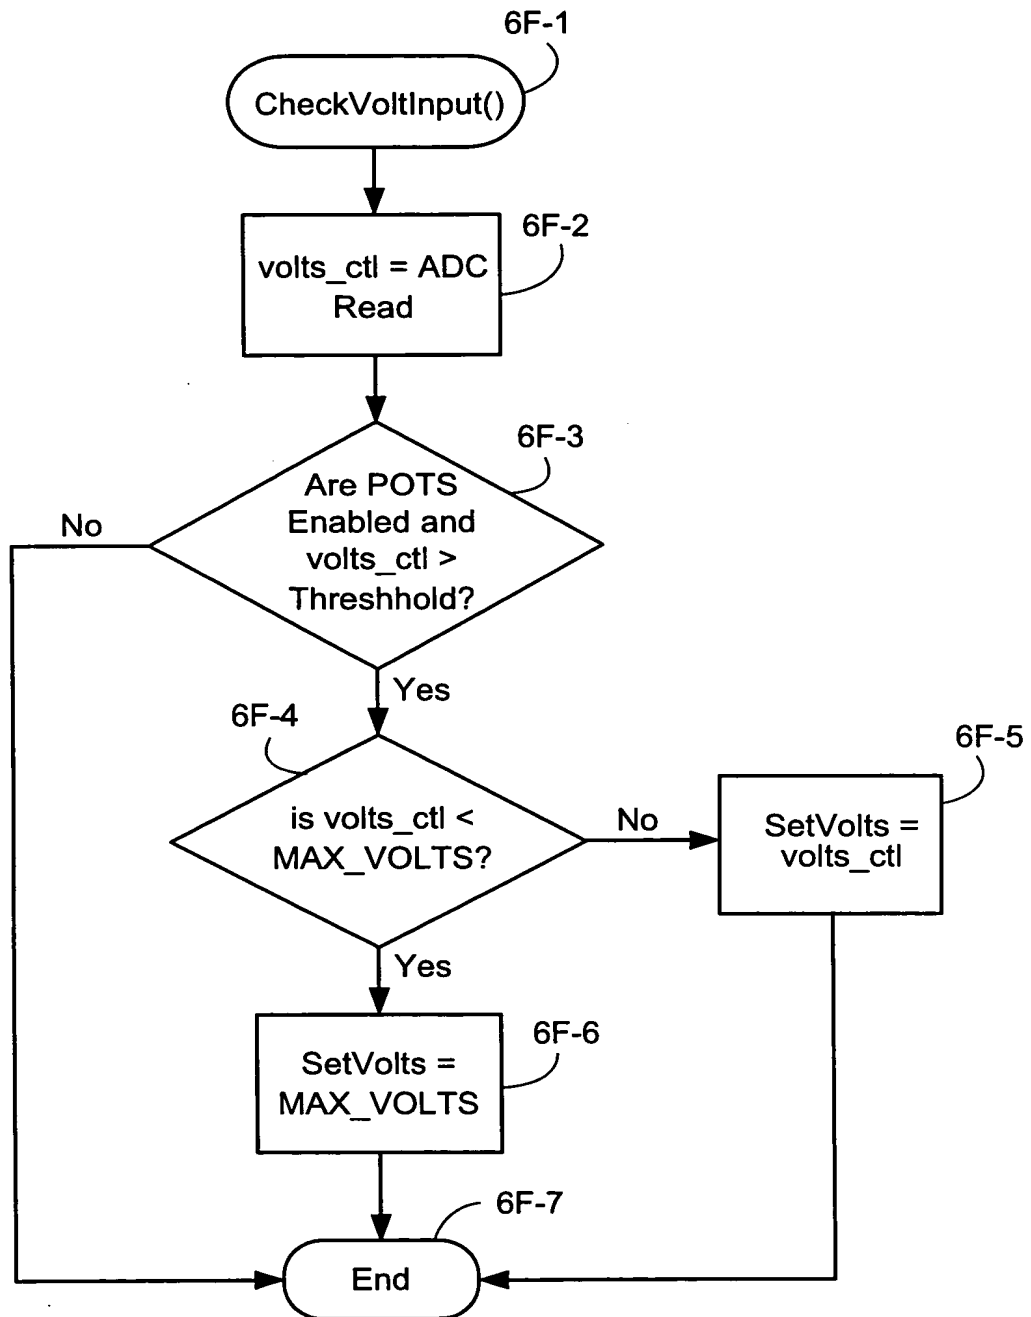 6F-1
CheckVoltInput()
6F-2
volts_ctl = ADC
Read
6F-3
Are POTS
Enabled and
volts_ctl >
Threshhold?
No
Yes
6F-4
is volts_ctl <
MAX_VOLTS?
No
6F-5
SetVolts =
volts_ctl
Yes
6F-6
SetVolts =
MAX_VOLTS
6F-7
End